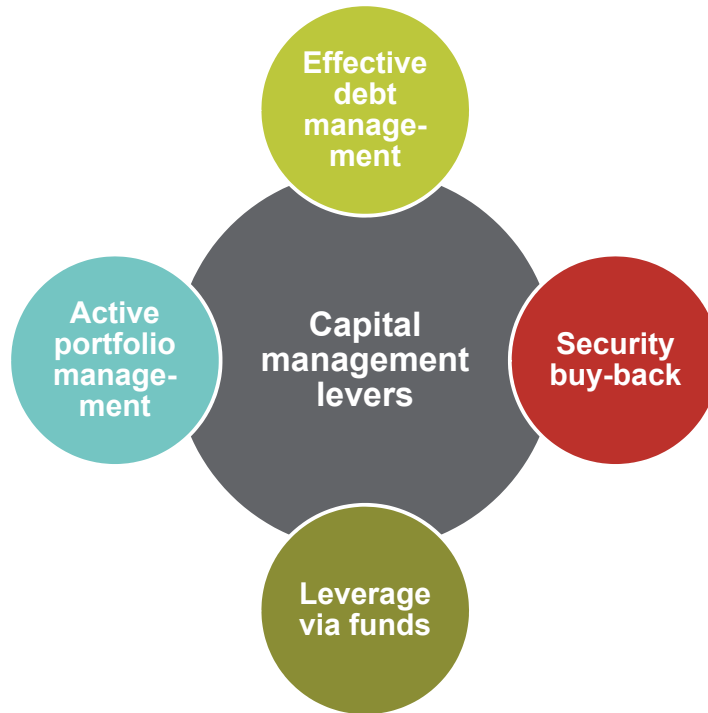 Effective
debt
manage-
ment
Active
portfolio
manage-
ment
Capital
management
levers
Security
buy-back
Leverage
via funds